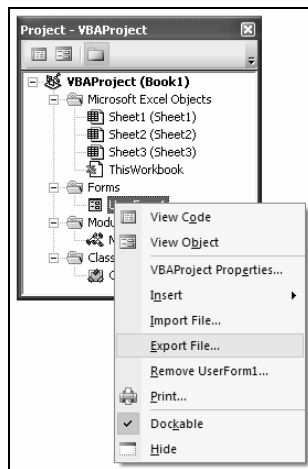 Project - VBAProject
VBAProject (Book1)
Microsoft Excel Objects
Sheet1 (Sheet1)
Sheet2 (Sheet2)
Sheet3 (Sheet3)
ThisWorkbook
Forms
View Code
View Object
VBAProject Properties...
Insert
Import File...
Export File...
Remove UserForm1...
Print...
Dockable
Hide